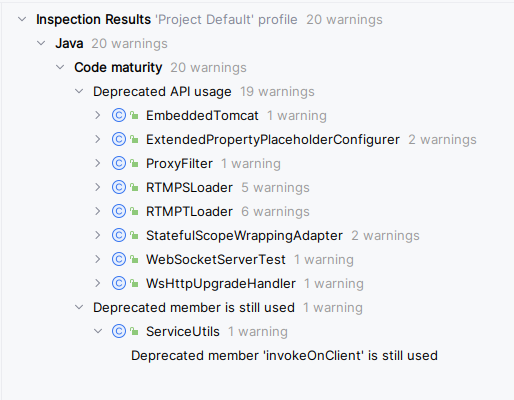 Inspection Results 'Project Default' profile 20 warnings
Java 20 warnings
Code maturity 20 warnings
Deprecated API usage 19 warnings
EmbeddedTomcat 1 warning
ExtendedPropertyPlaceholderConfigurer 2 warnings
ProxyFilter 1 warning
RTMPSLoader 5 warnings
RTMPTLoader 6 warnings
StatefulScopeWrappingAdapter 2 warnings
WebSocketServerTest 1 warning
WsHttpUpgradeHandler 1 warning
Deprecated member is still used 1 warning
ServiceUtils 1 warning
Deprecated member 'invokeOnClient' is still used